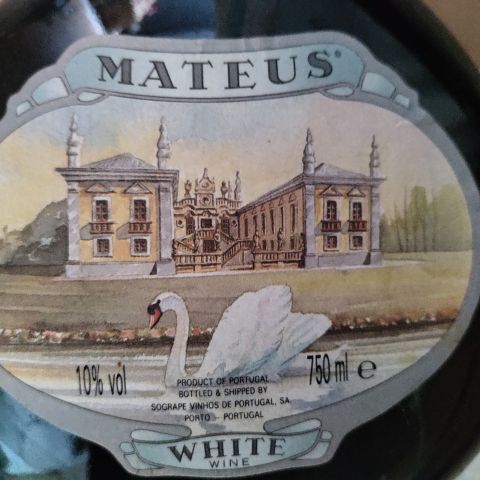 MATEUS®
10% vol
750 ml e
PRODUCT OF PORTUGAL
BOTTLED & SHIPPED BY
SOGRAPE VINHOS DE PORTUGAL, SA.
PORTO - PORTUGAL
WHITE
WINE